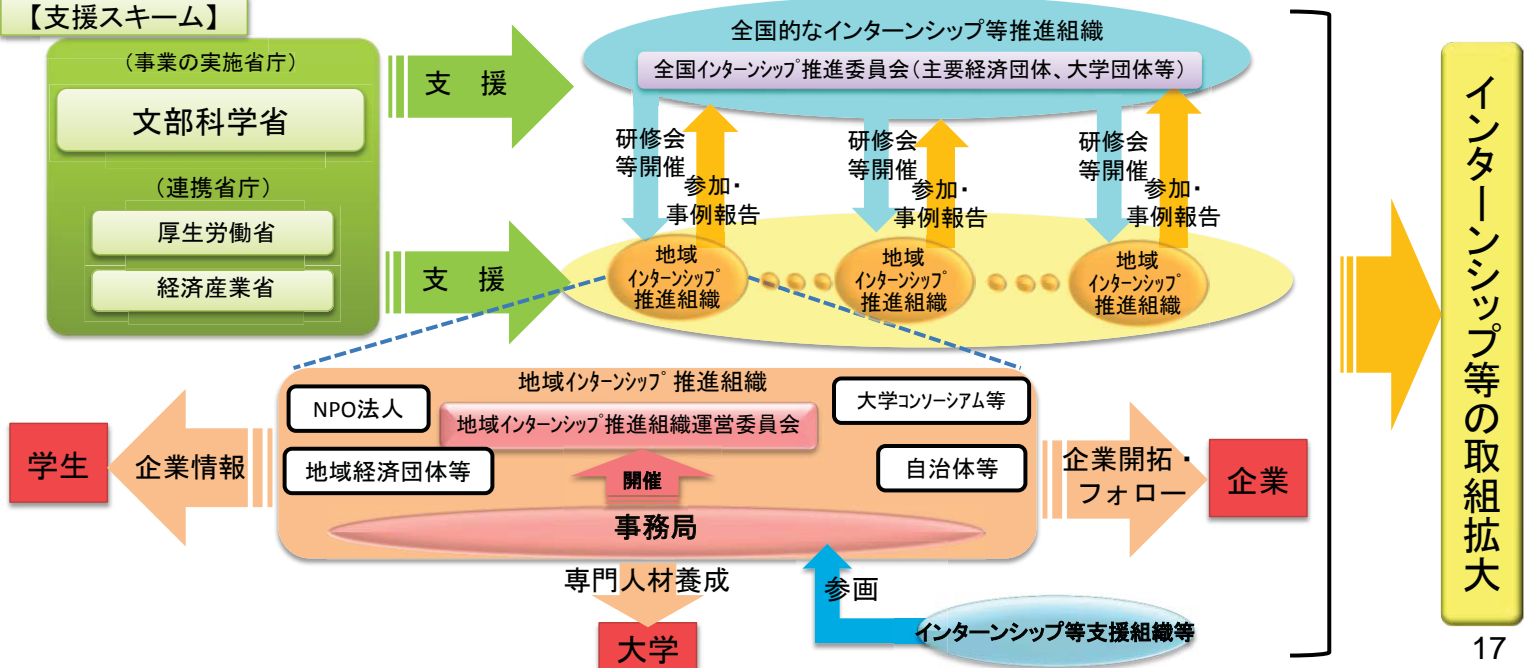 【支援スキーム】
（事業の実施省庁）
文部科学省
（連携省庁）
厚生労働省
経済産業省
支　援
支　援
全国的なインターンシップ等推進組織
全国ｲﾝﾀｰﾝｼｯﾌﾟ推進委員会（主要経済団体、大学団体等）
研修会
等開催
参加・
事例報告
研修会
等開催
参加・
事例報告
研修会
等開催
参加・
事例報告
地域
ｲﾝﾀｰﾝｼｯﾌﾟ
推進組織
地域
ｲﾝﾀｰﾝｼｯﾌﾟ
推進組織
地域
ｲﾝﾀｰﾝｼｯﾌﾟ
推進組織
地域ｲﾝﾀｰﾝｼｯﾌﾟ推進組織
NPO法人
大学ｺﾝｿｰｼｱﾑ等
地域ｲﾝﾀｰﾝｼｯﾌﾟ推進組織運営委員会
地域経済団体等
自治体等
開催
事務局
学生
企業情報
企業開拓・
フォロー
企業
専門人材養成
大学
参画
インターンシップ等支援組織等
インターンシップ等の取組拡大
17